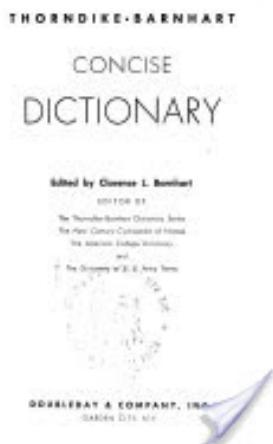 THORNDIKE•BARNHART
CONCISE
DICTIONARY
Edited by Clarence L. Barnhart
EDITOR OF
The Thorndike-Barnhart Dictionary Series
The New Century Cyclopedia of Names
The American College Dictionary
and
The Dictionary of U. S. Army Terms
DOUBLEDAY & COMPANY, INC
GARDEN CITY, N.Y.